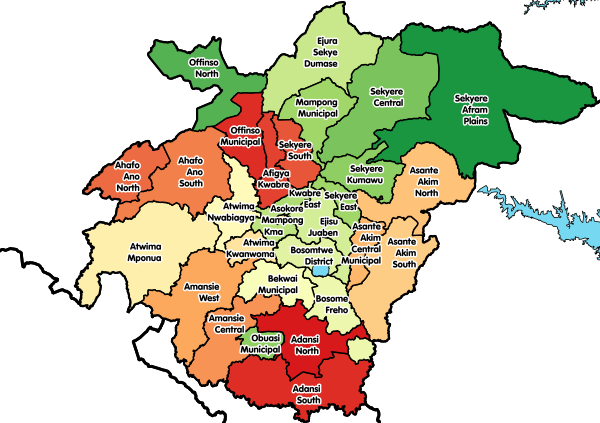 Ejura
Sekye
Dumase
Offinso
North
Sekyere
Central
Mampong
Municipal
Sekyere
Afram
Plains
Offinso
Municipal
Sekyere
South
Ahafo
Ano
North
Ahafo
Ano
South
Afigya
Kwabre
Sekyere
Kumawu
Asante
Akim
North
Kwabre
East
Sekyere
East
Atwima
Nwabiagya
Asokore
Mampong
Kma
Ejisu
Juaben
Asante
Akim
Central
Municipal
Asante
Akim
South
Atwima
Mponua
Atwima
Kwanwoma
Bosomtwe
District
Bekwai
Municipal
Amansie
West
Bosome
Freho
Amansie
Central
Obuasi
Municipal
Adansi
North
Adansi
South